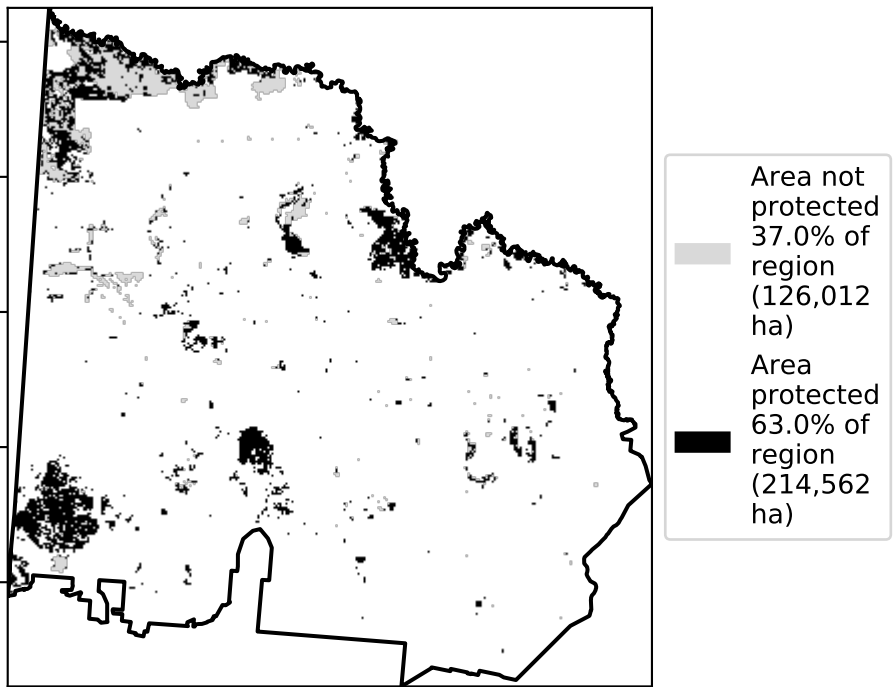 Area not
protected
37.0% of
region
(126,012
ha)
Area
protected
63.0% of
region
(214,562
ha)